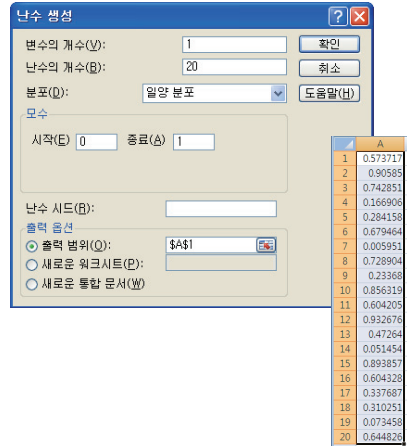 난수 생성
변수의 개수(V): 1 확인
난수의 개수(B): 20 취소
분포(D): 일양 분포 도움말(H)
모수
시작(E) 0 종료(A) 1
난수 시드(R):
출력 옵션
출력 범위(O): $A$1
새로운 워크시트(P):
새로운 통합 문서(W)
A
1 0.573717
2 0.90585
3 0.742851
4 0.166906
5 0.284158
6 0.679464
7 0.005951
8 0.728904
9 0.23368
10 0.856319
11 0.604205
12 0.932676
13 0.47264
14 0.051454
15 0.893857
16 0.604328
17 0.337687
18 0.310251
19 0.073458
20 0.644826